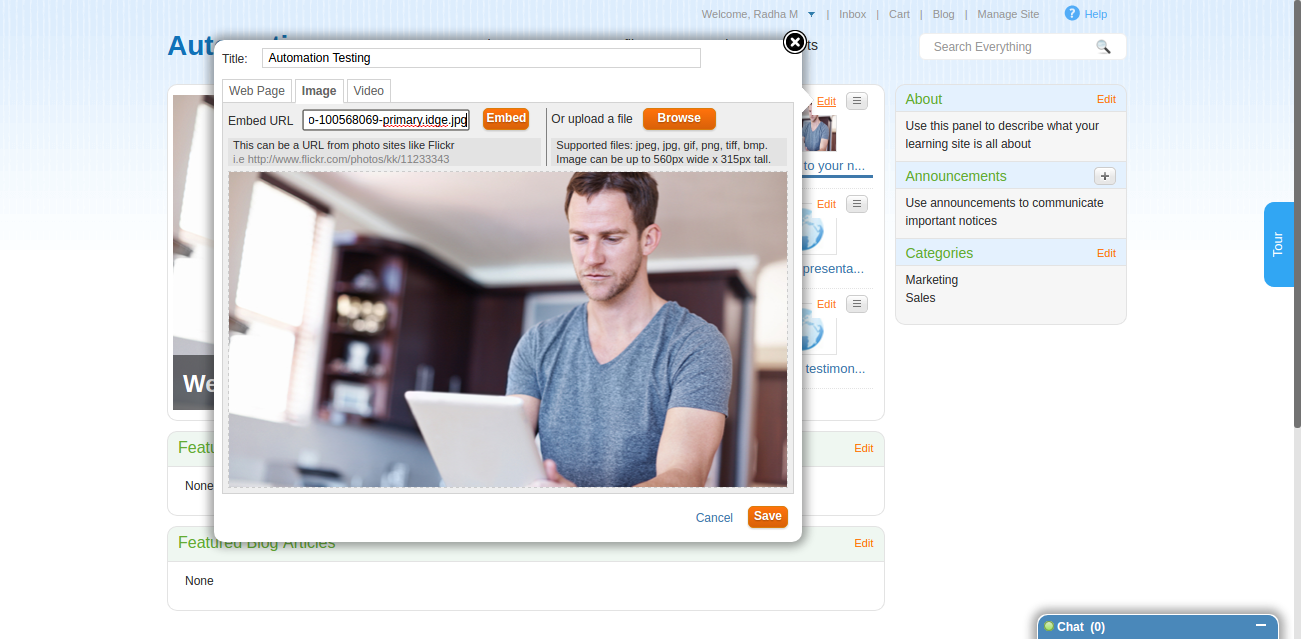 Welcome, Radha M | Inbox | Cart | Blog | Manage Site ? Help
Search Everything
Title: Automation Testing
Web Page Image Video
Embed URL o-100568069-primary.idge.jpg Embed Or upload a file Browse
This can be a URL from photo sites like Flickr
i.e http://www.flickr.com/photos/kk/11233343
Supported files: jpeg, jpg, gif, png, tiff, bmp.
Image can be up to 560px wide x 315px tall.
Cancel Save
Edit
to your n...
Edit
presenta...
Edit
testimon...
We
Edit
None
Featured Blog Articles Edit
None
About Edit
Use this panel to describe what your
learning site is all about
Announcements +
Use announcements to communicate
important notices
Categories Edit
Marketing
Sales
Tour
Chat (0)